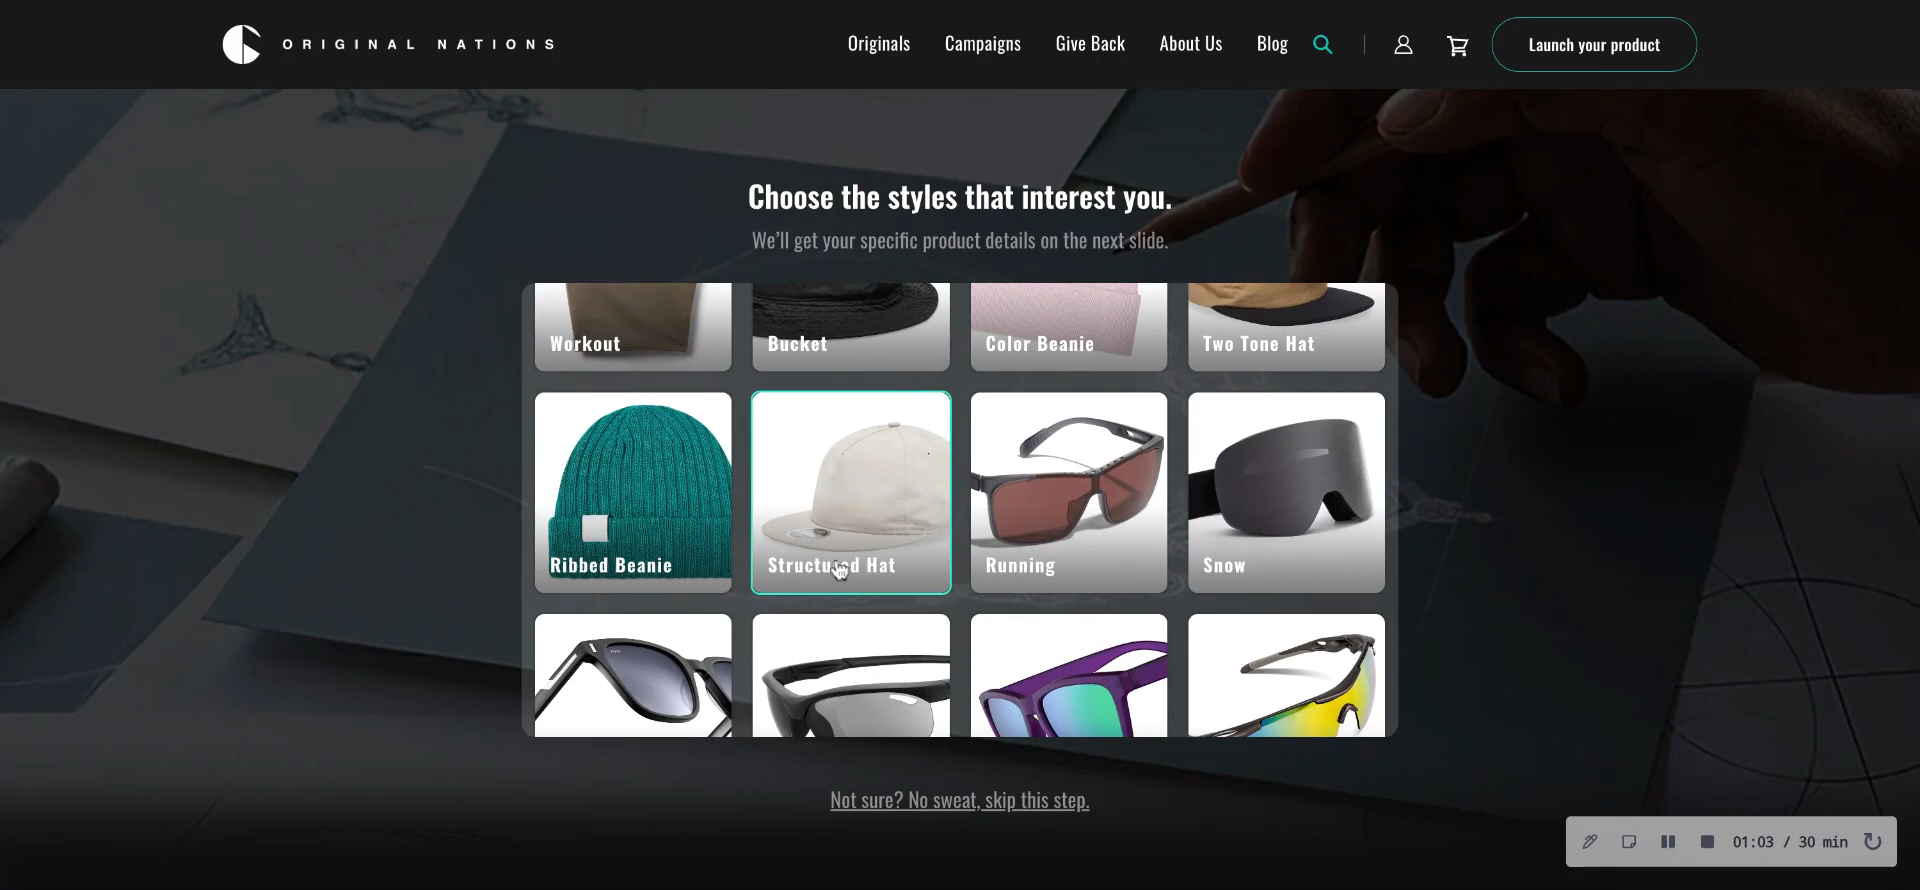 ORIGINAL NATIONS
Originals
Campaigns
Give Back
About Us
Blog
Launch your product
Choose the styles that interest you.
We'll get your specific product details on the next slide.
Workout
Bucket
Color Beanie
Two Tone Hat
Ribbed Beanie
Structured Hat
Running
Snow
Not sure? No sweat, skip this step.
01:03 / 30 min